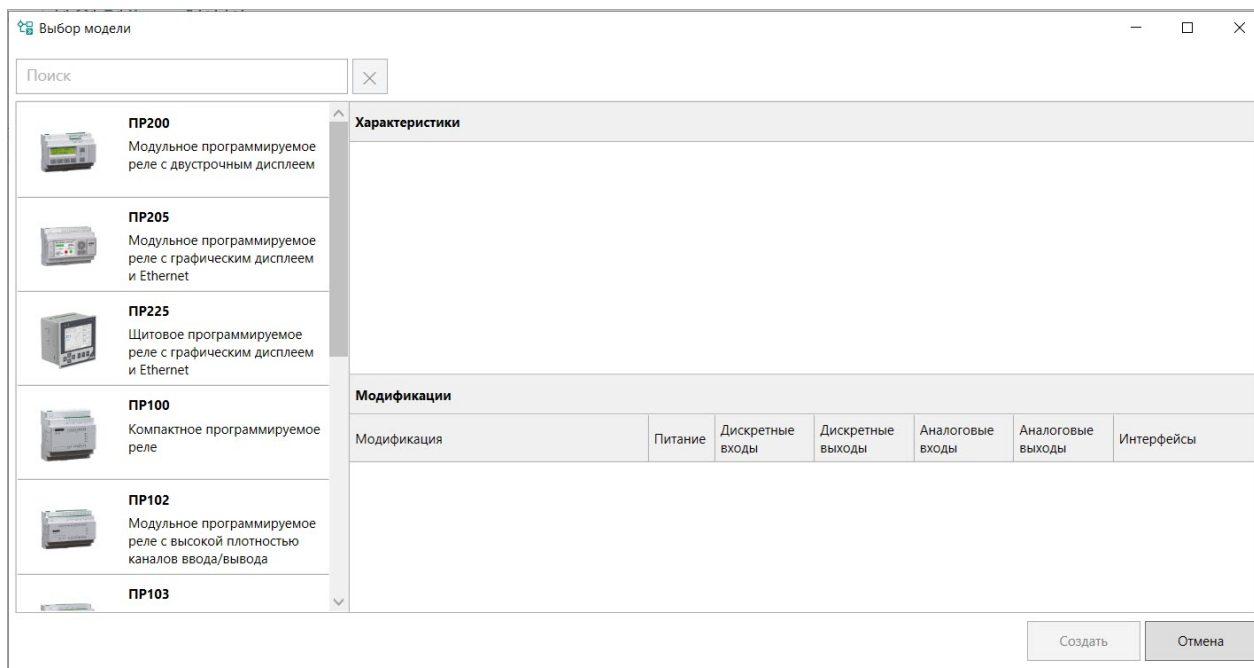 Выбор модели
Поиск
ПР200
Модульное программируемое
реле с двустрочным дисплеем
ПР205
Модульное программируемое
реле с графическим дисплеем
и Ethernet
ПР225
Щитовое программируемое
реле с графическим дисплеем
и Ethernet
ПР100
Компактное программируемое
реле
ПР102
Модульное программируемое
реле с высокой плотностью
каналов ввода/вывода
ПР103
Характеристики
Модификации
Модификация
Питание
Дискретные
входы
Дискретные
выходы
Аналоговые
входы
Аналоговые
выходы
Интерфейсы
Создать
Отмена